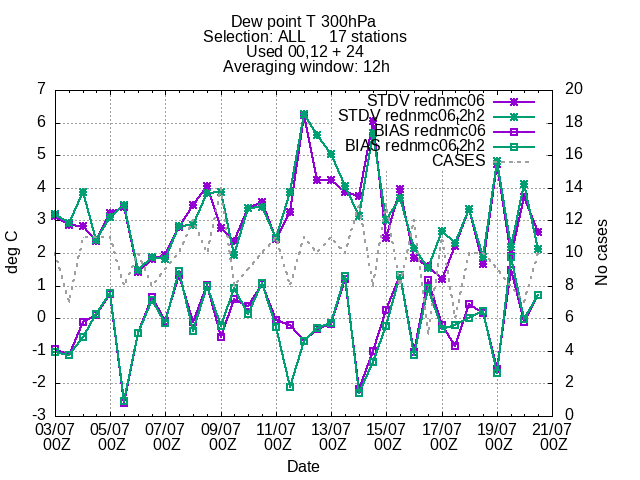 Dew point T 300hPa
Selection: ALL 17 stations
Used 00,12 + 24
Averaging window: 12h
7 20
6 18
5 16
4 14
3 12
2 10
1 8
0 6
-1 4
-2 2
-3 0
STDV rednmc06
STDV rednmc06_t2h2
BIAS rednmc06
BIAS rednmc06_t2h2
CASES
deg C
No cases
03/07 05/07 07/07 09/07 11/07 13/07 15/07 17/07 19/07 21/07
00Z 00Z 00Z 00Z 00Z 00Z 00Z 00Z 00Z 00Z
Date